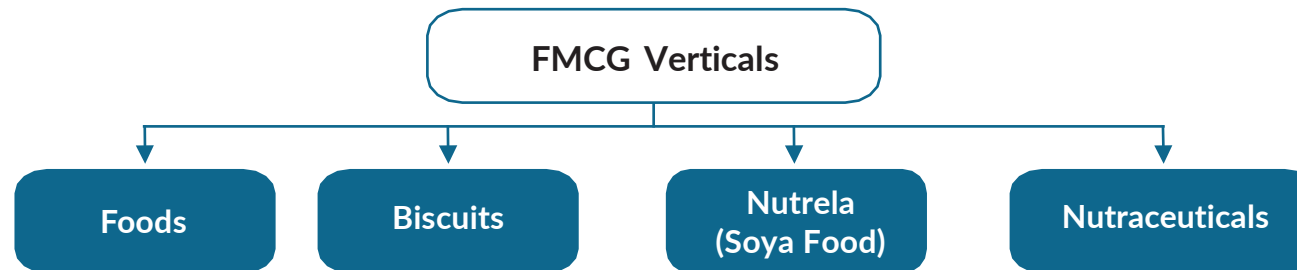 FMCG Verticals
Foods
Biscuits
Nutrela
(Soya Food)
Nutraceuticals